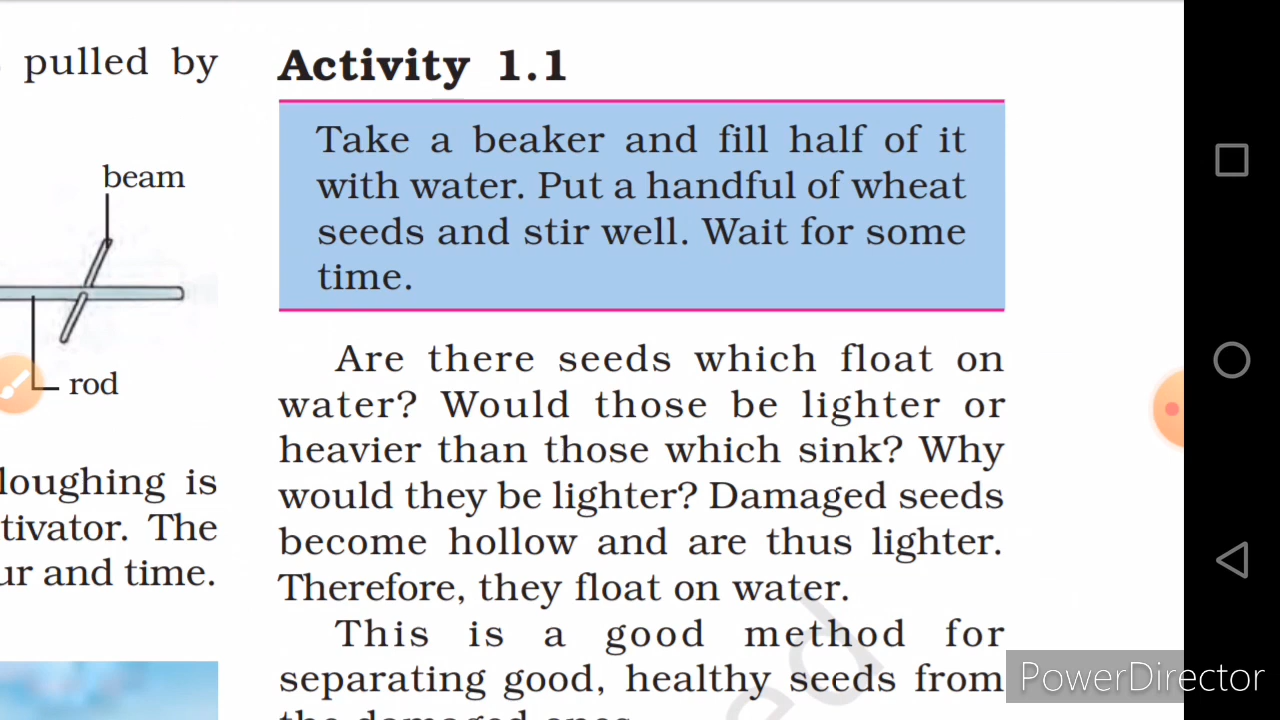 pulled by
beam
rod
loughing is
tivator. The
ur and time.
Activity 1.1
Take a beaker and fill half of it
with water. Put a handful of wheat
seeds and stir well. Wait for some
time.
Are there seeds which float on
water? Would those be lighter or
heavier than those which sink? Why
would they be lighter? Damaged seeds
become hollow and are thus lighter.
Therefore, they float on water.
This is a good method for
separating good, healthy seeds from
the damaged ones.
PowerDirector